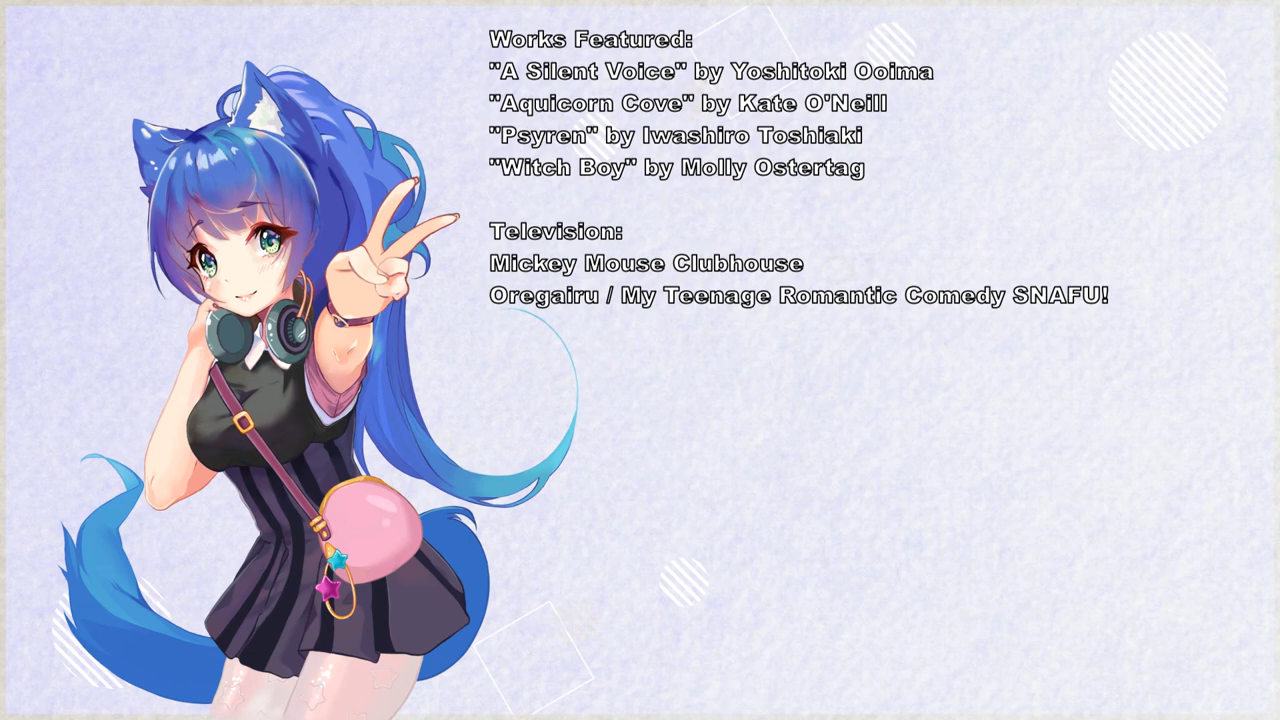 Works Featured:
"A Silent Voice" by Yoshitoki Ooima
"Aquicorn Cove" by Kate O'Neill
"Psyren" by Iwashiro Toshiaki
"Witch Boy" by Molly Ostertag
Television:
Mickey Mouse Clubhouse
Oregairu / My Teenage Romantic Comedy SNAFU!